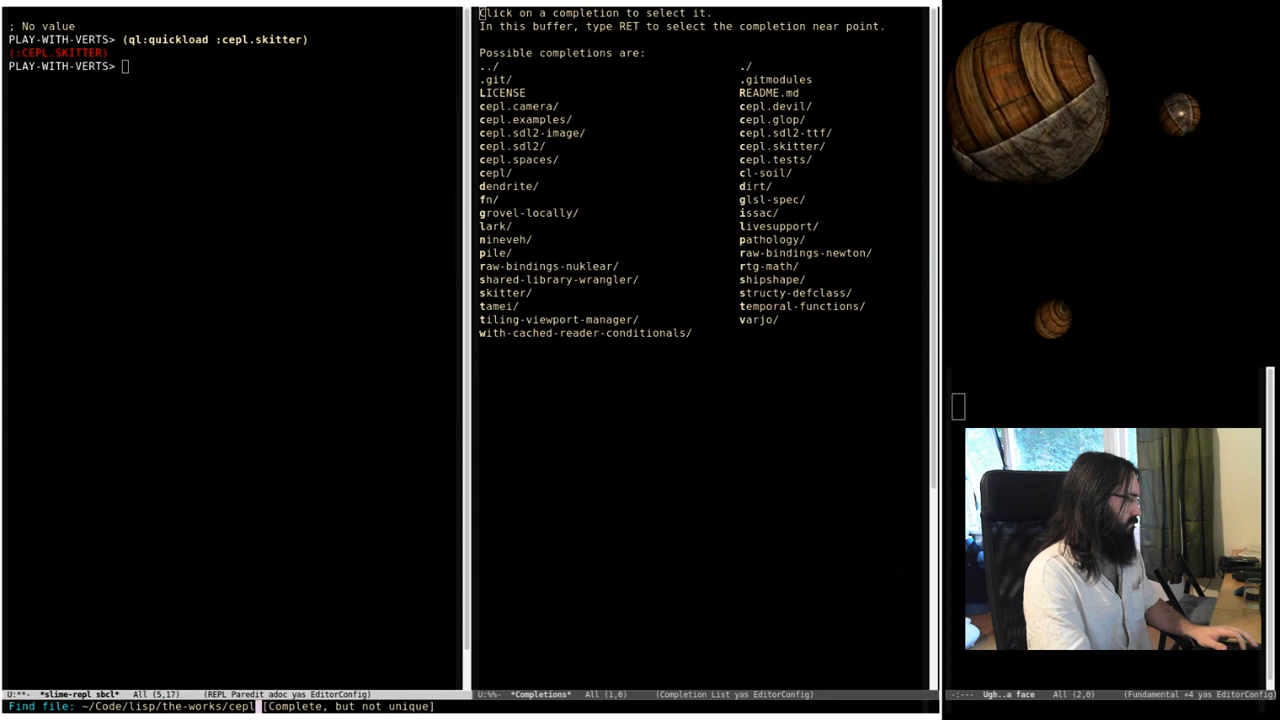 ; No value
PLAY-WITH-VERTS> (ql:quickload :cepl.skitter)
(:CEPL.SKITTER)
PLAY-WITH-VERTS>
Click on a completion to select it.
In this buffer, type RET to select the completion near point.
Possible completions are:
../ ./
.git/ .gitmodules
LICENSE README.md
cepl.camera/ cepl.devil/
cepl.examples/ cepl.glop/
cepl.sdl2-image/ cepl.sdl2-ttf/
cepl.sdl2/ cepl.skitter/
cepl.spaces/ cepl.tests/
cepl/ cl-soil/
dendrite/ dirt/
fn/ glsl-spec/
grovel-locally/ issac/
lark/ livesupport/
nineveh/ pathology/
pile/ raw-bindings-newton/
raw-bindings-nuklear/ rtg-math/
shared-library-wrangler/ shipshape/
skitter/ structy-defclass/
tamei/ temporal-functions/
tiling-viewport-manager/ varjo/
with-cached-reader-conditionals/
U:**- *slime-repl sbcl* All (5,17) (REPL Paredit adoc yas EditorConfig)
U:%%- *Completions* All (1,0) (Completion List yas EditorConfig)
-:--- Ugh..a face All (2,0) (Fundamental +4 yas EditorConfig)
Find file: ~/Code/lisp/the-works/cepl [Complete, but not unique]